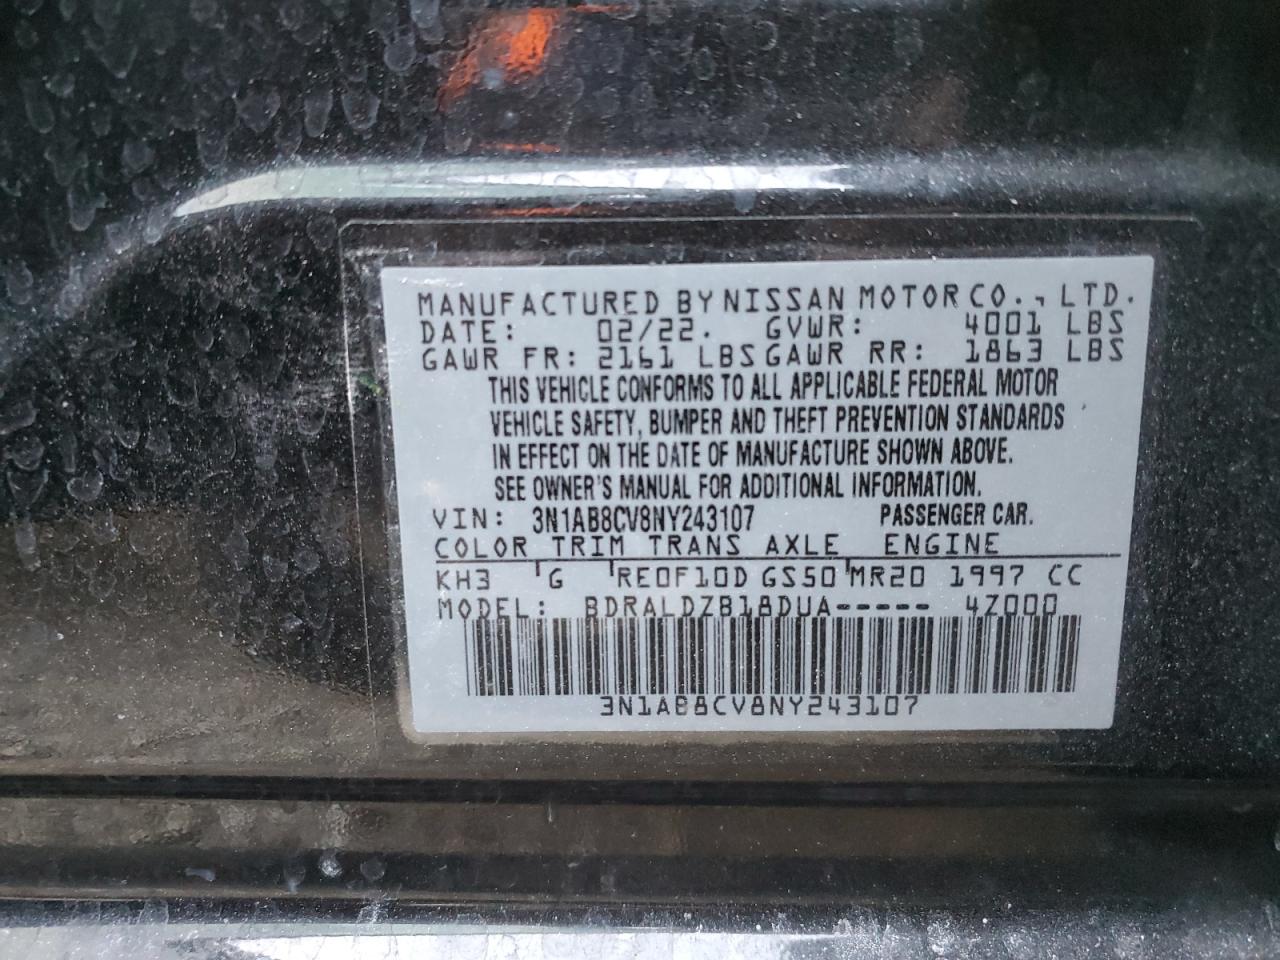 MANUFACTURED BY NISSAN MOTOR CO., LTD.
DATE: 02/22. GVWR: 4001 LBS
GAWR FR: 2161 LBS GAWR RR: 1863 LBS
THIS VEHICLE CONFORMS TO ALL APPLICABLE FEDERAL MOTOR
VEHICLE SAFETY, BUMPER AND THEFT PREVENTION STANDARDS
IN EFFECT ON THE DATE OF MANUFACTURE SHOWN ABOVE.
SEE OWNER'S MANUAL FOR ADDITIONAL INFORMATION.
VIN: 3N1AB8CV8NY243107 PASSENGER CAR.
COLOR TRIM TRANS AXLE ENGINE
KH3 'G 'RE0F10D GS50'MR20 1997 CC
MODEL: BDRALDZB18DUA----- 4Z000
3N1AB8CV8NY243107